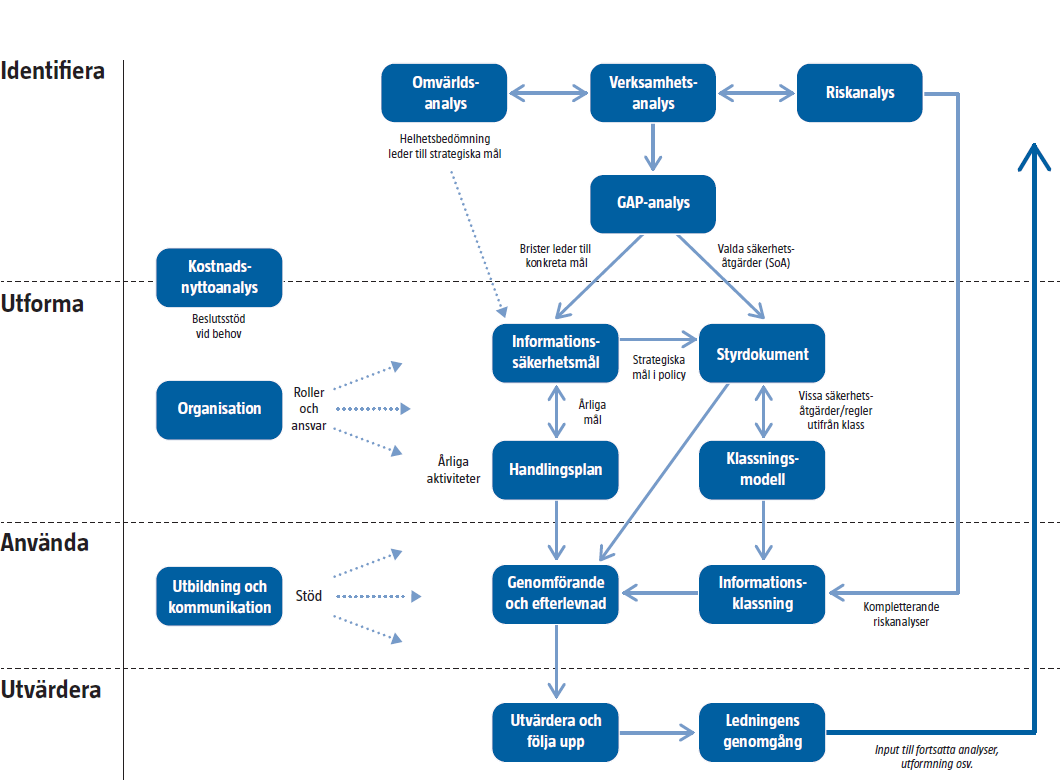 Identifiera
Omvärlds-
analys
Verksamhets-
analys
Riskanalys
Helhetsbedömning
leder till strategiska mål
GAP-analys
Brister leder till
konkreta mål
Valda säkerhets-
åtgärder (SoA)
Kostnads-
nyttoanalys
Beslutsstöd
vid behov
Utforma
Informations-
säkerhetsmål
Strategiska
mål i policy
Styrdokument
Organisation
Roller
och
ansvar
Årliga
mål
Vissa säkerhets-
åtgärder/regler
utifrån klass
Årliga
aktiviteter
Handlingsplan
Klassnings-
modell
Använda
Utbildning och
kommunikation
Stöd
Genomförande
och efterlevnad
Informations-
klassning
Kompletterande
riskanalyser
Utvärdera
Utvärdera och
följa upp
Ledningens
genomgång
Input till fortsatta analyser,
utformning osv.